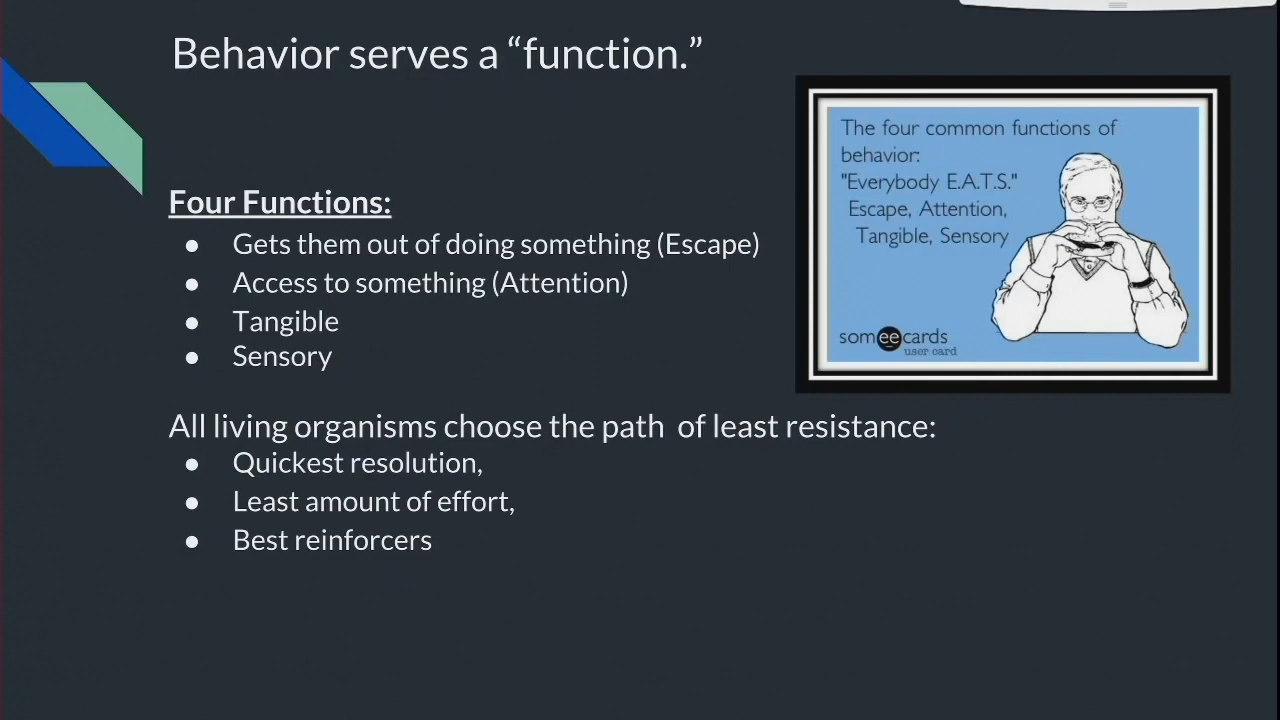 Behavior serves a “function.”
Four Functions:
● Gets them out of doing something (Escape)
● Access to something (Attention)
● Tangible
● Sensory
All living organisms choose the path of least resistance:
● Quickest resolution,
● Least amount of effort,
● Best reinforcers
The four common functions of
behavior:
"Everybody E.A.T.S."
Escape, Attention,
Tangible, Sensory
someecards
user card